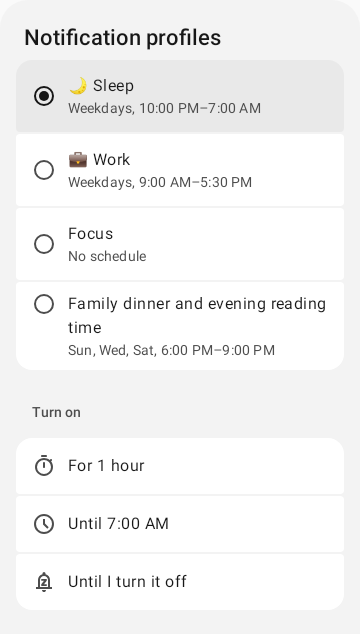 Notification profiles
🌙 Sleep
Weekdays, 10:00 PM–7:00 AM
💼 Work
Weekdays, 9:00 AM–5:30 PM
Focus
No schedule
Family dinner and evening reading
time
Sun, Wed, Sat, 6:00 PM–9:00 PM
Turn on
For 1 hour
Until 7:00 AM
Until I turn it off